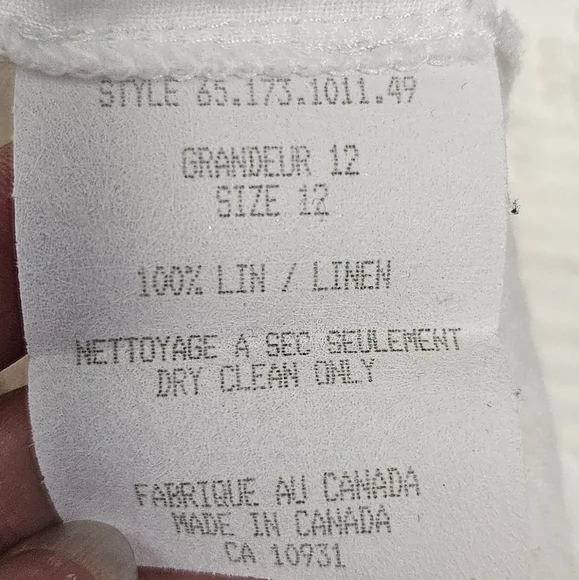 STYLE 65.173.1011.49
GRANDEUR 12
SIZE 12
100% LIN / LINEN
NETTOYAGE A SEC SEULEMENT
DRY CLEAN ONLY
FABRIQUE AU CANADA
MADE IN CANADA
CA 10931